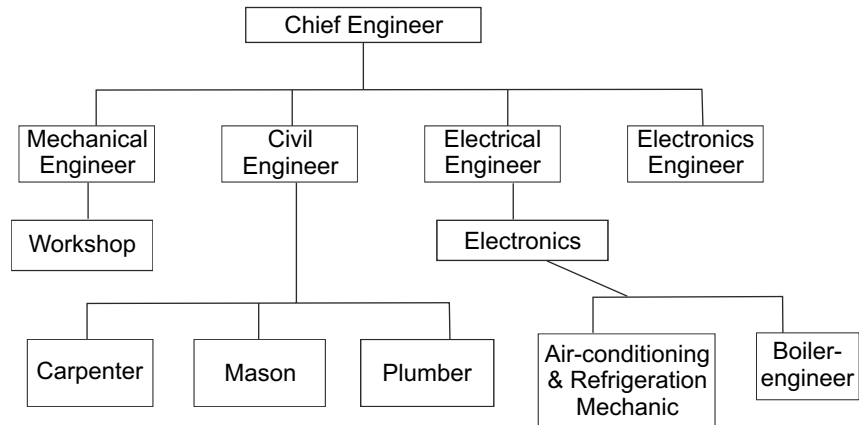 Chief Engineer
Mechanical
Engineer
Civil
Engineer
Electrical
Engineer
Electronics
Engineer
Workshop
Electronics
Carpenter
Mason
Plumber
Air-conditioning
& Refrigeration
Mechanic
Boiler-
engineer